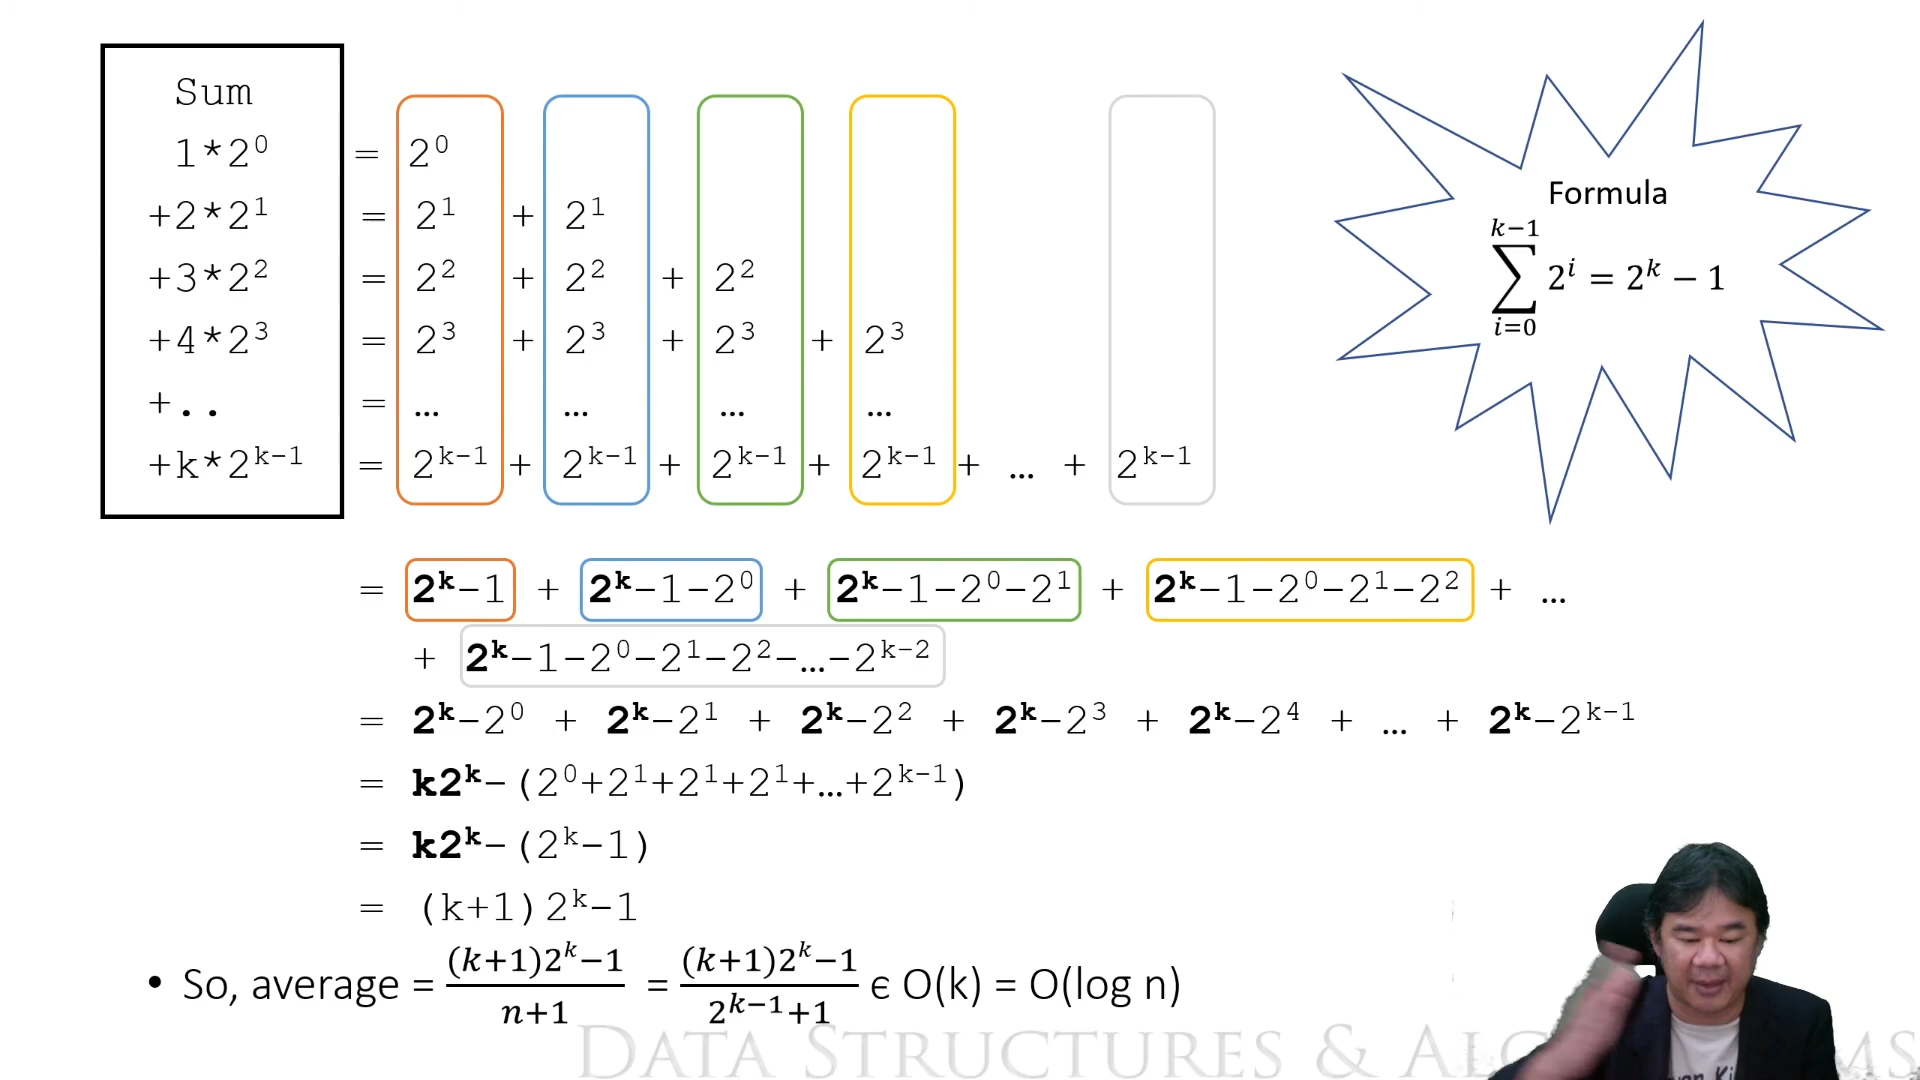 Sum
1*2⁰ = 2⁰
+2*2¹ = 2¹ + 2¹
+3*2² = 2² + 2² + 2²
+4*2³ = 2³ + 2³ + 2³ + 2³
+.. = … … … …
+k*2ᵏ⁻¹ = 2ᵏ⁻¹ + 2ᵏ⁻¹ + 2ᵏ⁻¹ + 2ᵏ⁻¹ + … + 2ᵏ⁻¹
Formula
k−1
∑ 2ⁱ = 2ᵏ − 1
i=0
= 2ᵏ−1 + 2ᵏ−1−2⁰ + 2ᵏ−1−2⁰−2¹ + 2ᵏ−1−2⁰−2¹−2² + …
+ 2ᵏ−1−2⁰−2¹−2²−…−2ᵏ⁻²
= 2ᵏ−2⁰ + 2ᵏ−2¹ + 2ᵏ−2² + 2ᵏ−2³ + 2ᵏ−2⁴ + … + 2ᵏ−2ᵏ⁻¹
= k2ᵏ−(2⁰+2¹+2¹+2¹+…+2ᵏ⁻¹)
= k2ᵏ−(2ᵏ−1)
= (k+1)2ᵏ−1
• So, average = (k+1)2ᵏ−1 / n+1 = (k+1)2ᵏ−1 / 2ᵏ⁻¹+1 ϵ O(k) = O(log n)
DATA STRUCTURES &